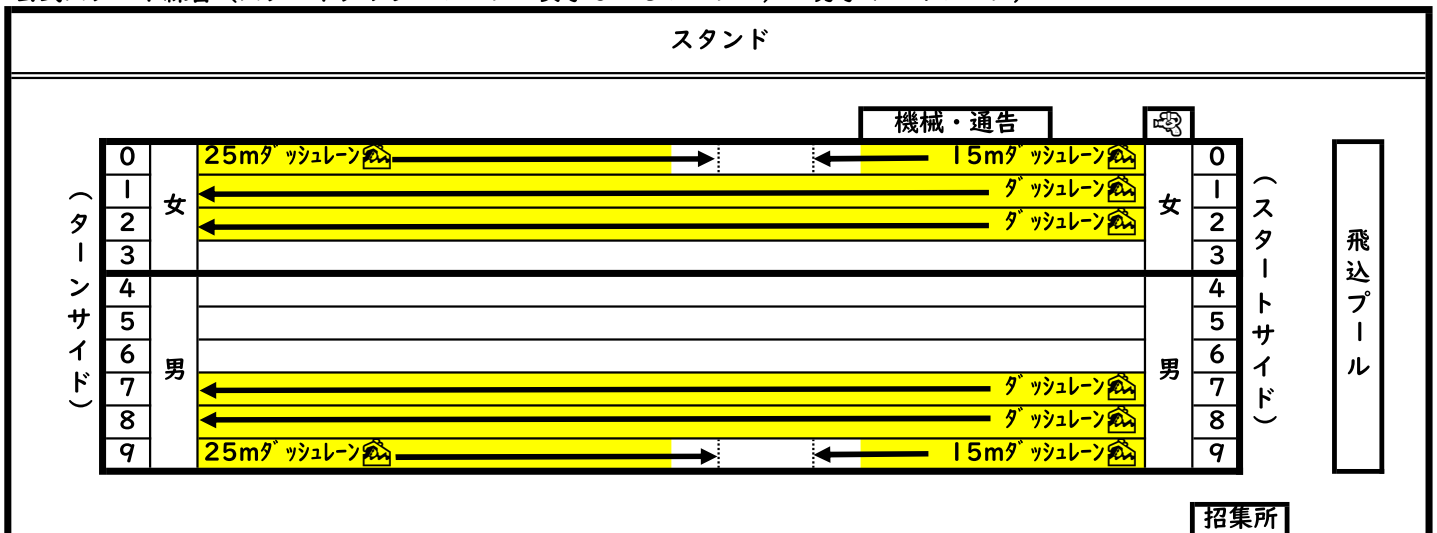 スタンド
機械・通告
0 25mダッシュレーン 15mダッシュレーン 0
1 ダッシュレーン 1
女 女
2 ダッシュレーン 2
3 3
4 4
5 5
6 6
男 男
7 ダッシュレーン 7
8 ダッシュレーン 8
9 25mダッシュレーン 15mダッシュレーン 9
(ターンサイド)
(スタートサイド)
飛込プール
招集所